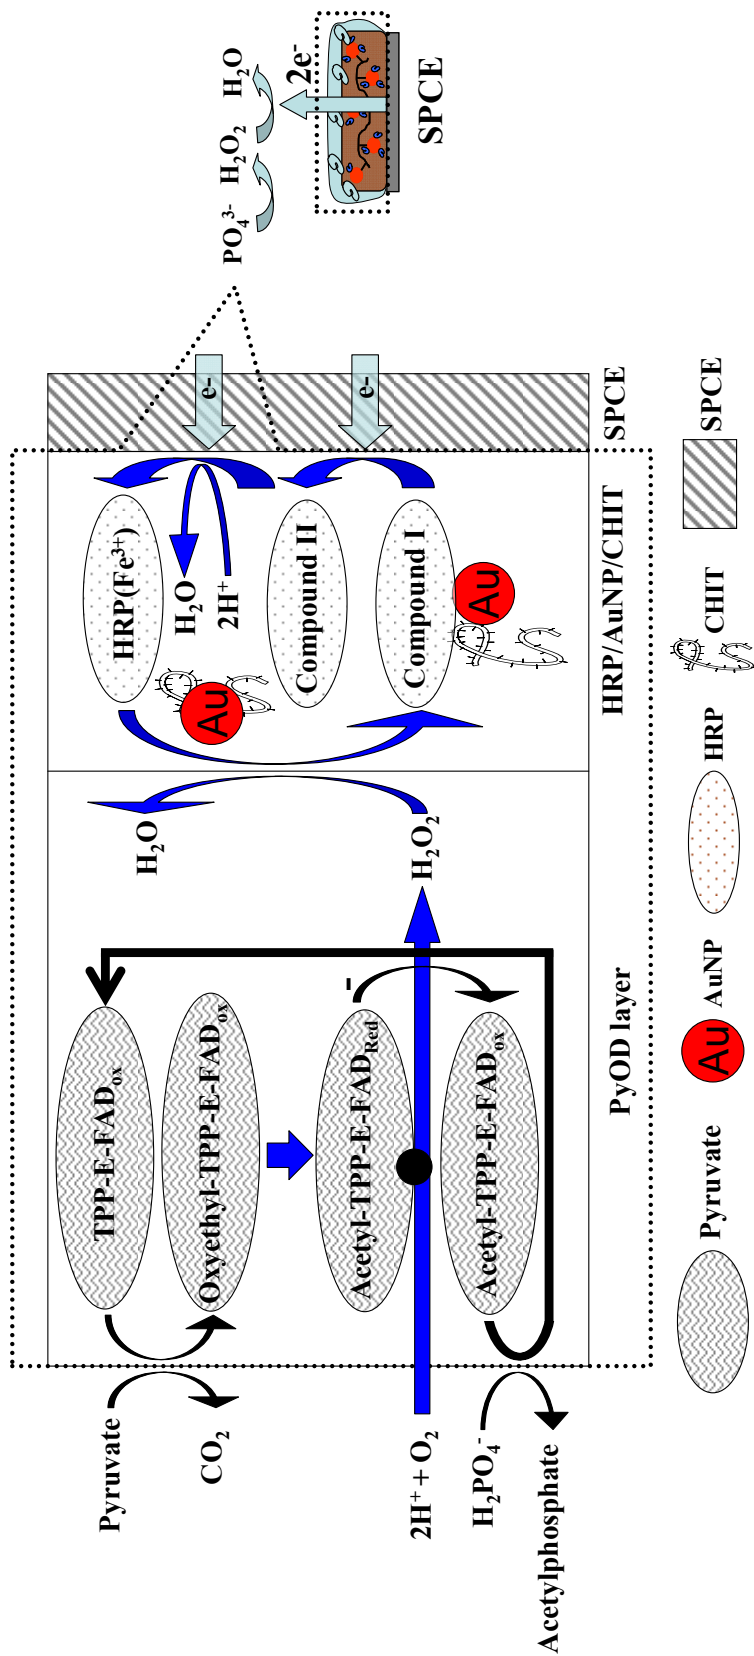 Pyruvate
CO2
2H+ + O2
H2PO4-
Acetylphosphate
TPP-E-FADox
Oxyethyl-TPP-E-FADox
Acetyl-TPP-E-FADRed
-
Acetyl-TPP-E-FADox
H2O
H2O2
HRP(Fe3+)
Au
H2O
2H+
Compound II
Compound I
Au
e-
e-
PO43- H2O2 H2O
2e-
SPCE
PyOD layer
HRP/AuNP/CHIT
SPCE
Pyruvate
Au
AuNP
HRP
CHIT
SPCE